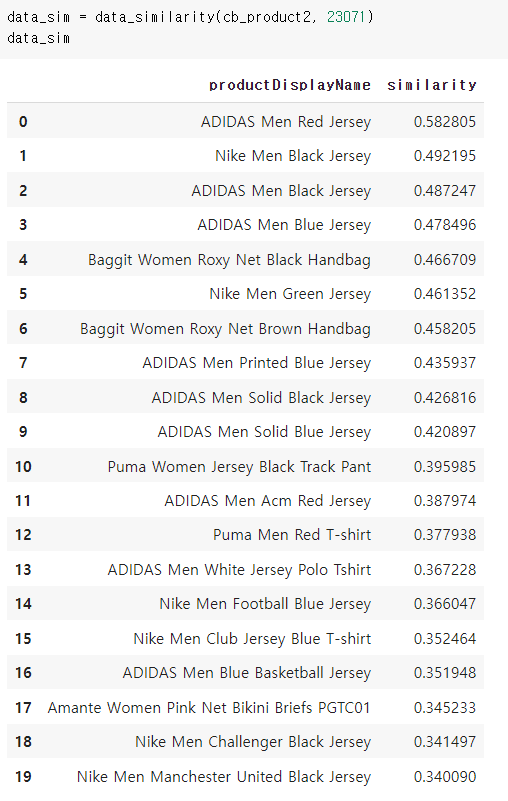 data_sim = data_similarity(cb_product2, 23071)
data_sim
productDisplayName similarity
0 ADIDAS Men Red Jersey 0.582805
1 Nike Men Black Jersey 0.492195
2 ADIDAS Men Black Jersey 0.487247
3 ADIDAS Men Blue Jersey 0.478496
4 Baggit Women Roxy Net Black Handbag 0.466709
5 Nike Men Green Jersey 0.461352
6 Baggit Women Roxy Net Brown Handbag 0.458205
7 ADIDAS Men Printed Blue Jersey 0.435937
8 ADIDAS Men Solid Black Jersey 0.426816
9 ADIDAS Men Solid Blue Jersey 0.420897
10 Puma Women Jersey Black Track Pant 0.395985
11 ADIDAS Men Acm Red Jersey 0.387974
12 Puma Men Red T-shirt 0.377938
13 ADIDAS Men White Jersey Polo Tshirt 0.367228
14 Nike Men Football Blue Jersey 0.366047
15 Nike Men Club Jersey Blue T-shirt 0.352464
16 ADIDAS Men Blue Basketball Jersey 0.351948
17 Amante Women Pink Net Bikini Briefs PGTC01 0.345233
18 Nike Men Challenger Black Jersey 0.341497
19 Nike Men Manchester United Black Jersey 0.340090